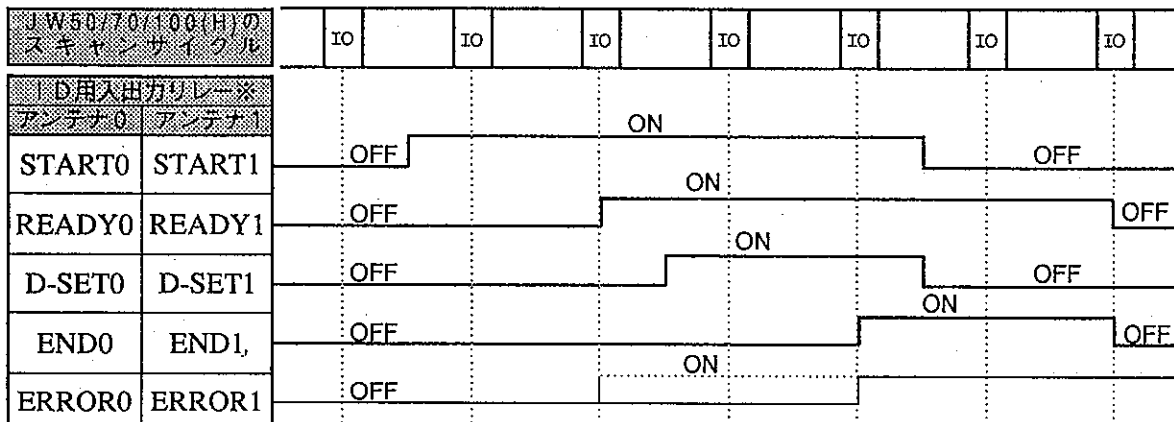 JW50/70/100(H)の
スキャンサイクル
IO IO IO IO IO IO IO
ID用入出力リレー※
アンテナ0 アンテナ1
ON
START0 START1 OFF OFF
ON
READY0 READY1 OFF OFF
ON
D-SET0 D-SET1 OFF OFF
ON
END0 END1, OFF OFF
ON
ERROR0 ERROR1 OFF